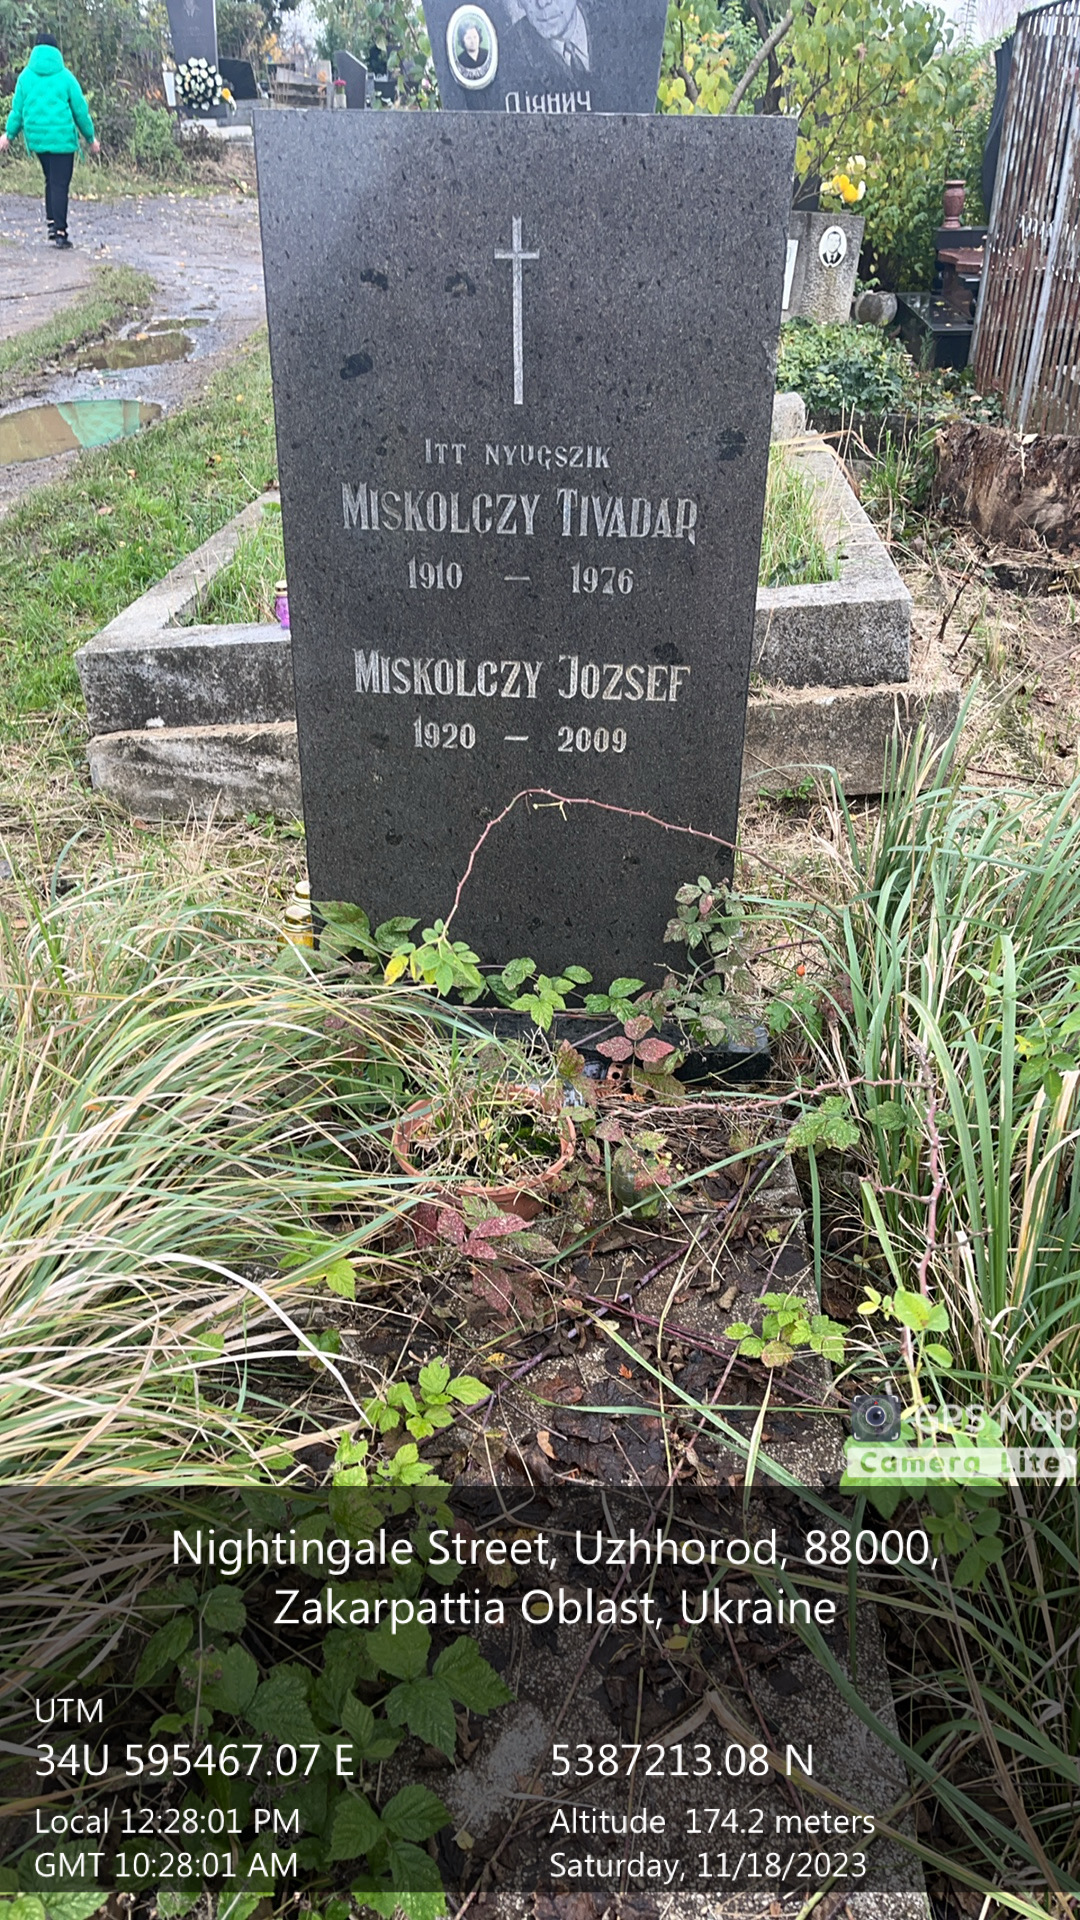 Дянич
ITT NYUGSZIK
MISKOLCZY TIVADAR
1910 — 1976
MISKOLCZY JOZSEF
1920 — 2009
GPS Map
Camera Lite
Nightingale Street, Uzhhorod, 88000,
Zakarpattia Oblast, Ukraine
UTM
34U 595467.07 E 5387213.08 N
Local 12:28:01 PM Altitude 174.2 meters
GMT 10:28:01 AM Saturday, 11/18/2023